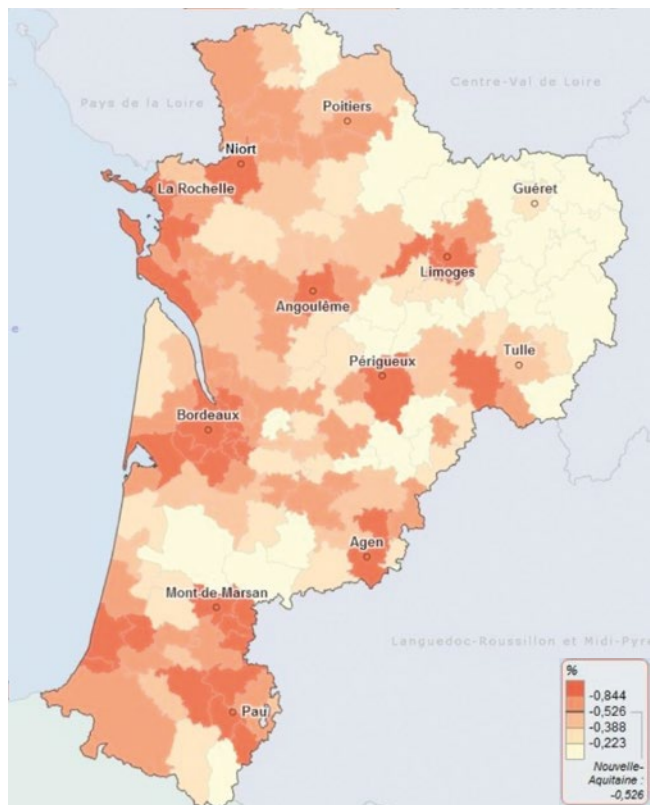 Centre-Val de Loire
Pays de la Loire
Poitiers
Niort
La Rochelle
Guéret
Limoges
Angoulême
Périgueux
Tulle
Bordeaux
Agen
Mont-de-Marsan
Languedoc-Roussillon et Midi-Pyré
Pau
%
-0,844
-0,526
-0,388
-0,223
Nouvelle-
Aquitaine :
-0,526